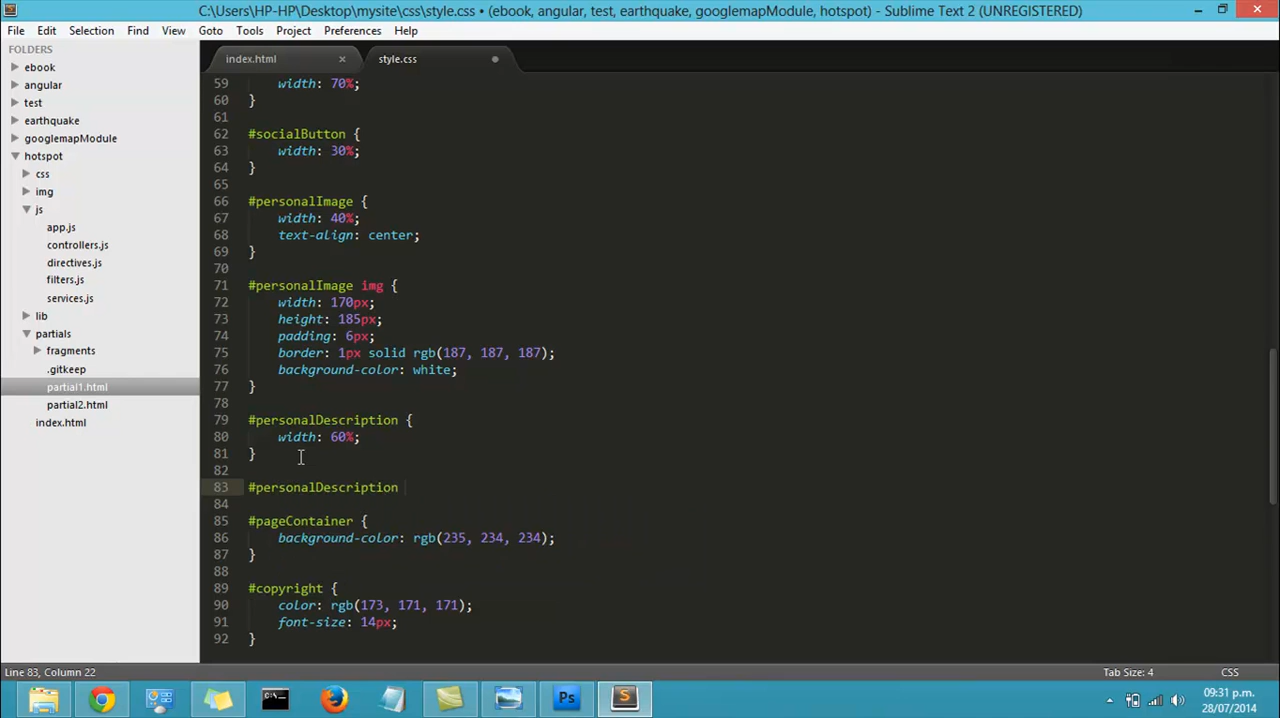 C:\Users\HP-HP\Desktop\mysite\css\style.css • (ebook, angular, test, earthquake, googlemapModule, hotspot) - Sublime Text 2 (UNREGISTERED)
File Edit Selection Find View Goto Tools Project Preferences Help
FOLDERS
ebook
angular
test
earthquake
googlemapModule
hotspot
css
img
js
app.js
controllers.js
directives.js
filters.js
services.js
lib
partials
fragments
.gitkeep
partial1.html
partial2.html
index.html
index.html style.css
59 width: 70%;
60 }
61
62 #socialButton {
63 width: 30%;
64 }
65
66 #personalImage {
67 width: 40%;
68 text-align: center;
69 }
70
71 #personalImage img {
72 width: 170px;
73 height: 185px;
74 padding: 6px;
75 border: 1px solid rgb(187, 187, 187);
76 background-color: white;
77 }
78
79 #personalDescription {
80 width: 60%;
81 }
82
83 #personalDescription
84
85 #pageContainer {
86 background-color: rgb(235, 234, 234);
87 }
88
89 #copyright {
90 color: rgb(173, 171, 171);
91 font-size: 14px;
92 }
Line 83, Column 22 Tab Size: 4 CSS
Ps S
09:31 p.m.
28/07/2014